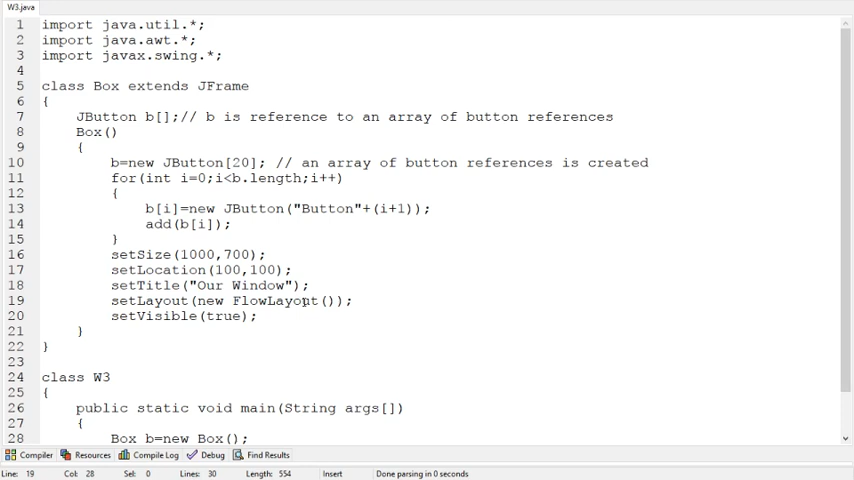 W3.java
1 import java.util.*;
2 import java.awt.*;
3 import javax.swing.*;
4
5 class Box extends JFrame
6 {
7 JButton b[];// b is reference to an array of button references
8 Box()
9 {
10 b=new JButton[20]; // an array of button references is created
11 for(int i=0;i<b.length;i++)
12 {
13 b[i]=new JButton("Button"+(i+1));
14 add(b[i]);
15 }
16 setSize(1000,700);
17 setLocation(100,100);
18 setTitle("Our Window");
19 setLayout(new FlowLayout());
20 setVisible(true);
21 }
22 }
23
24 class W3
25 {
26 public static void main(String args[])
27 {
28 Box b=new Box();
Compiler Resources Compile Log Debug Find Results
Line: 19 Col: 28 Sel: 0 Lines: 30 Length: 554 Insert Done parsing in 0 seconds